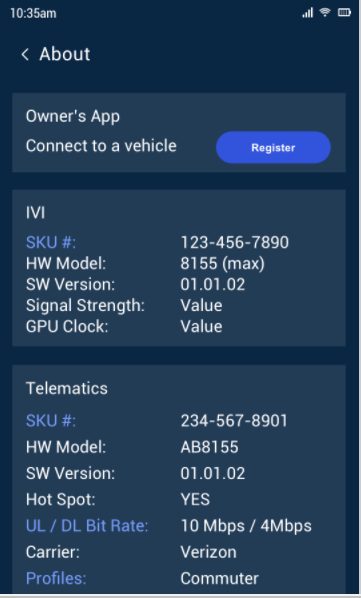 10:35am
About
Owner's App
Connect to a vehicle Register
IVI
SKU #: 123-456-7890
HW Model: 8155 (max)
SW Version: 01.01.02
Signal Strength: Value
GPU Clock: Value
Telematics
SKU #: 234-567-8901
HW Model: AB8155
SW Version: 01.01.02
Hot Spot: YES
UL / DL Bit Rate: 10 Mbps / 4Mbps
Carrier: Verizon
Profiles: Commuter